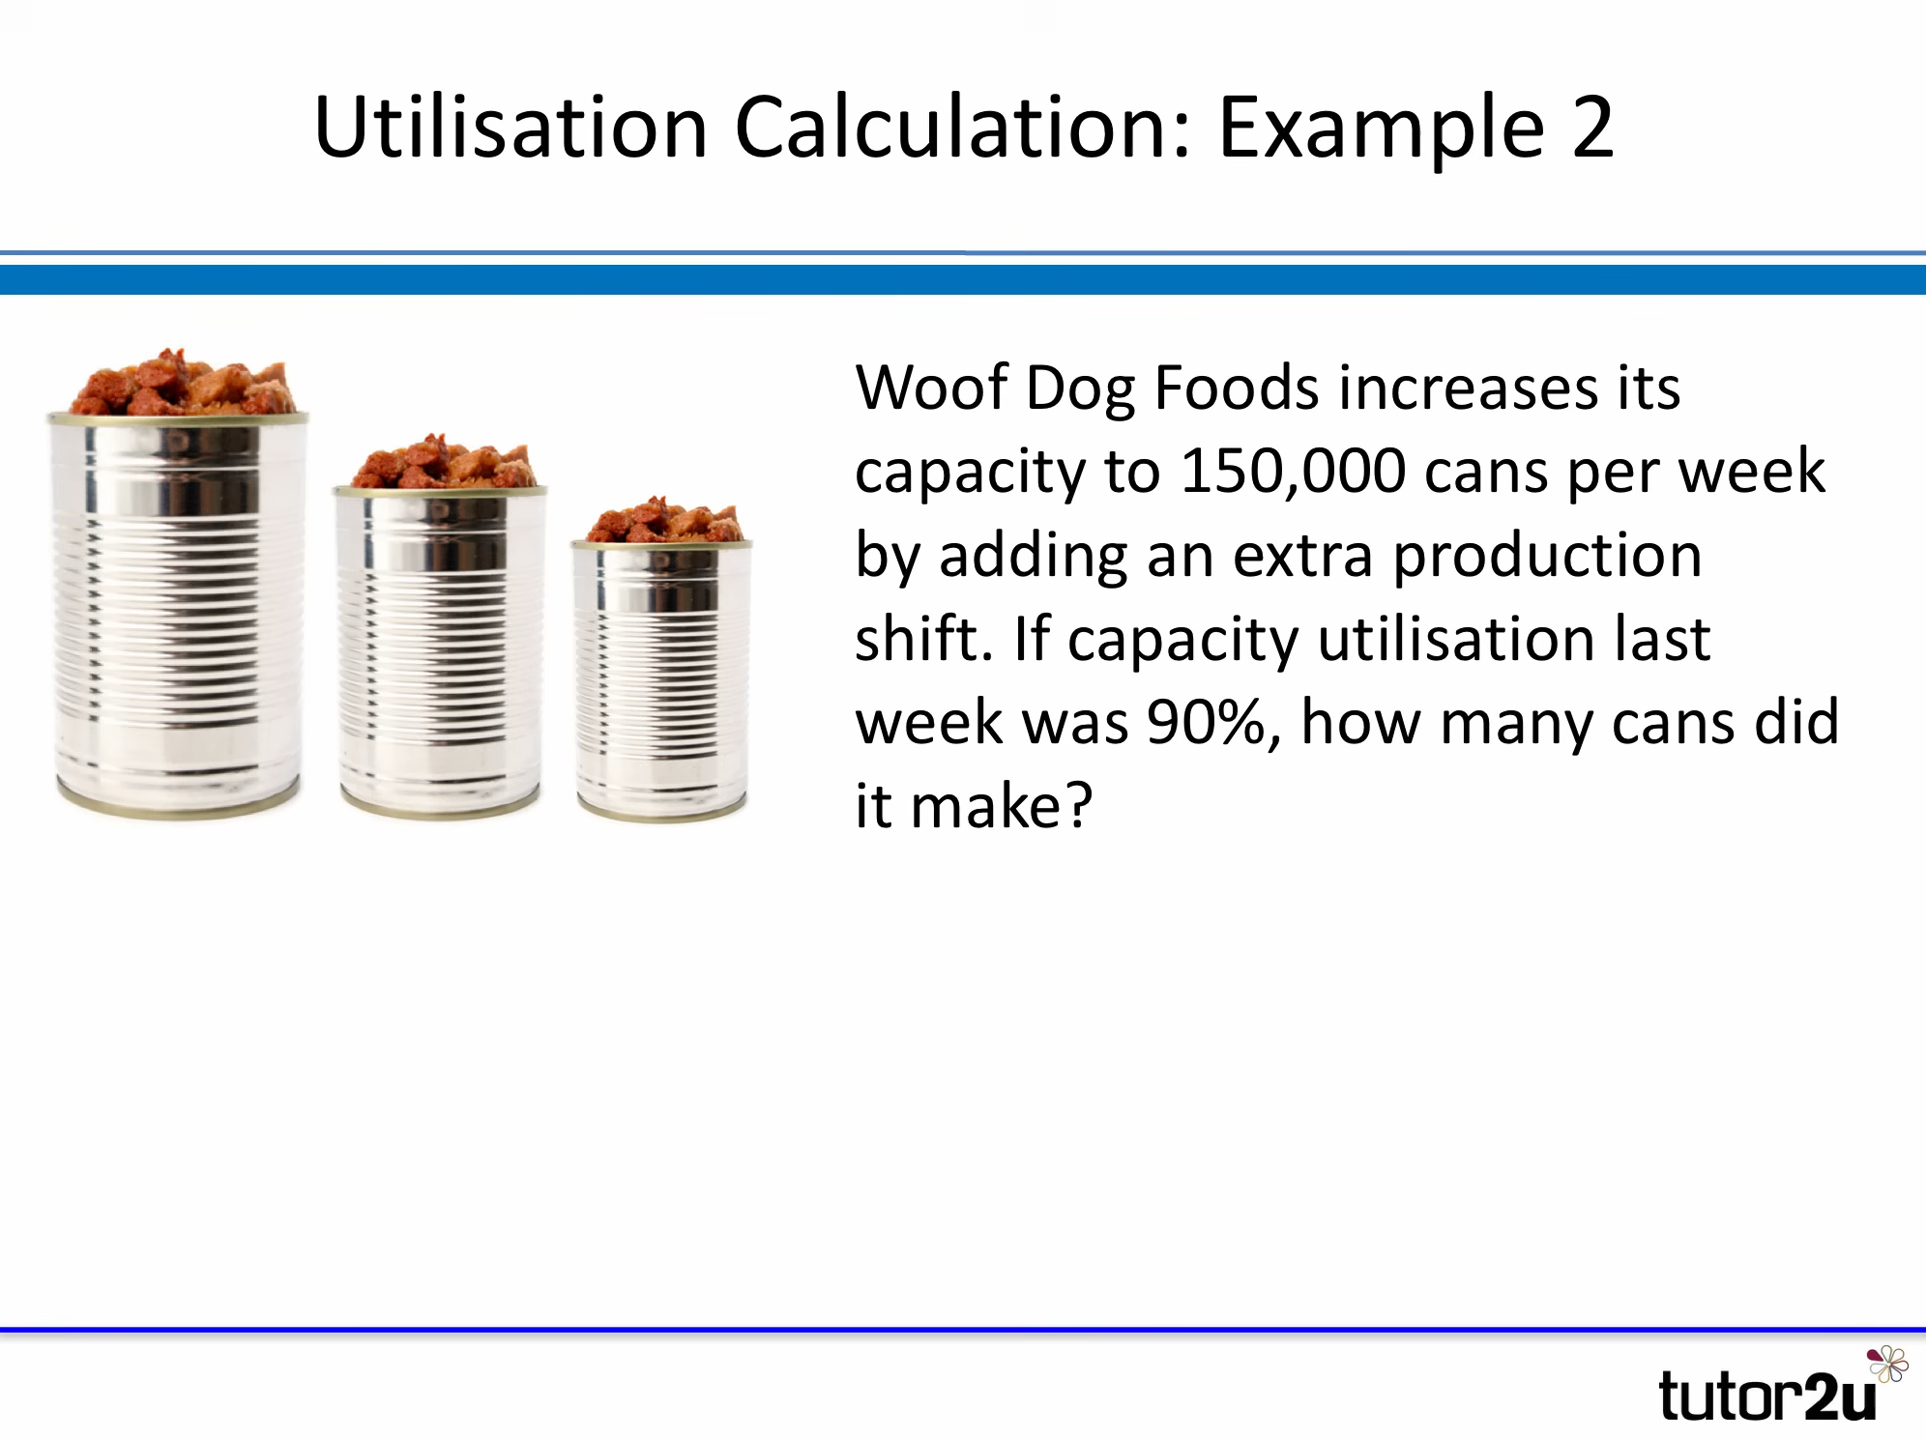 Utilisation Calculation: Example 2
Woof Dog Foods increases its
capacity to 150,000 cans per week
by adding an extra production
shift. If capacity utilisation last
week was 90%, how many cans did
it make?
tutor2u